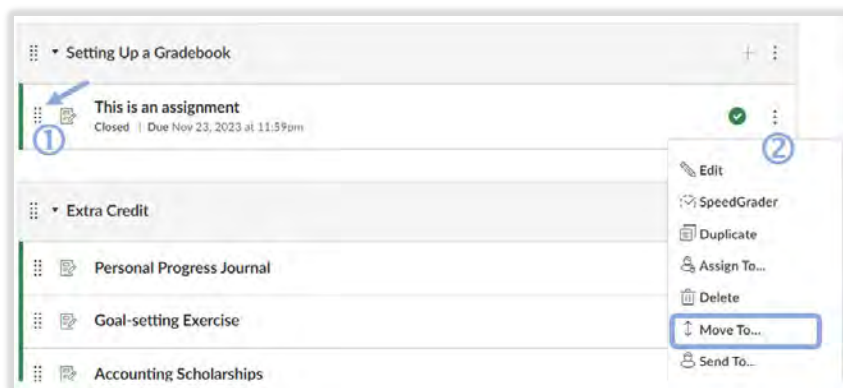 Setting Up a Gradebook
This is an assignment
Closed | Due Nov 23, 2023 at 11:59pm
①
②
Edit
SpeedGrader
Duplicate
Assign To...
Delete
Move To...
Send To...
Extra Credit
Personal Progress Journal
Goal-setting Exercise
Accounting Scholarships